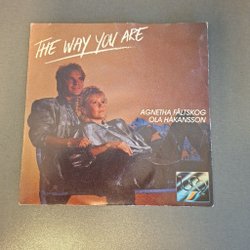 THE WAY YOU ARE
AGNETHA FÄLTSKOG
OLA HÅKANSSON